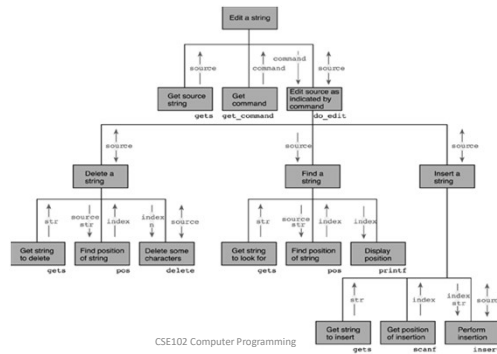 Edit a string
source
command
command
source
Get source
string
Get
command
Edit source as
indicated by
command
gets
get_command
do_edit
source
source
source
Delete a
string
Find a
string
Insert a
string
str
source
str
index
index
n
source
str
source
str
index
index
Get string
to delete
Find position
of string
Delete some
characters
Get string
to look for
Find position
of string
Display
position
gets
pos
delete
gets
pos
printf
str
index
index
str
source
Get string
to insert
Get position
of insertion
Perform
insertion
gets
scanf
insert
CSE102 Computer Programming